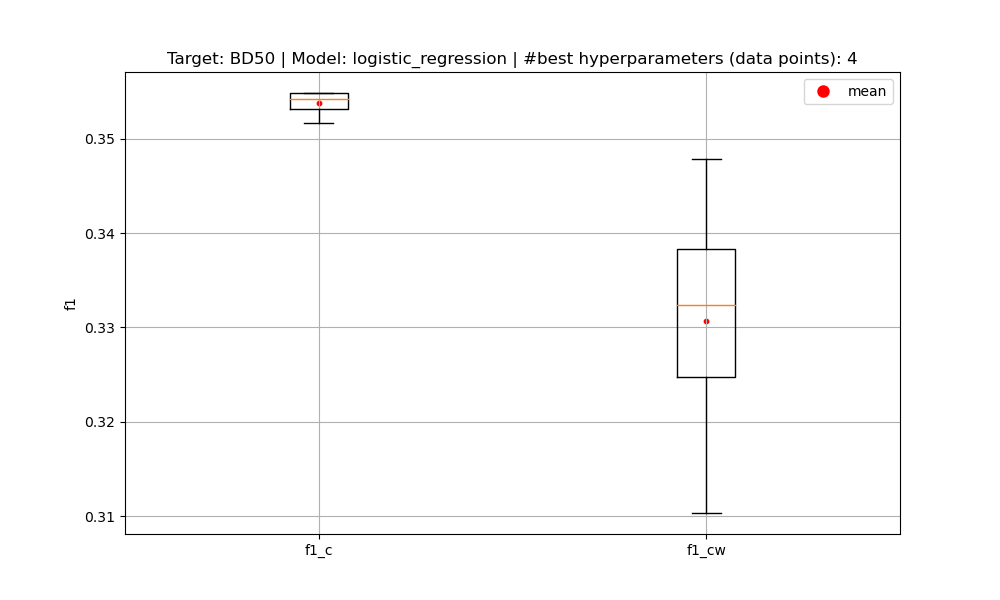 Target: BD50 | Model: logistic_regression | #best hyperparameters (data points): 4
mean
0.35
0.34
0.33
0.32
0.31
f1
f1_c
f1_cw